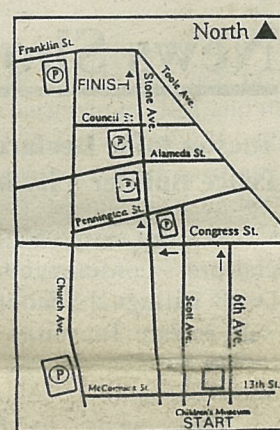 North
Franklin St.
P
FINISH
Stone Ave.
Toole Ave.
Council St
P
Alameda St.
P
Pennington St.
P
Congress St.
Church Ave.
Scott Ave.
6th Ave.
P
McCormick St.
13th St.
Children's Museum
START